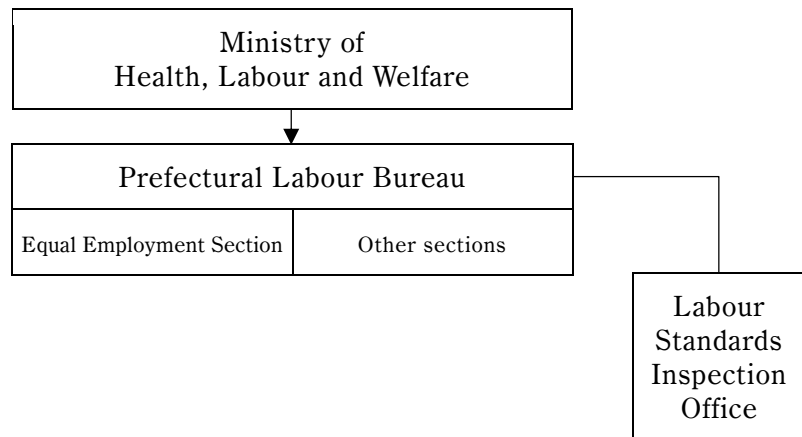 Ministry of
Health, Labour and Welfare
Prefectural Labour Bureau
Equal Employment Section
Other sections
Labour
Standards
Inspection
Office